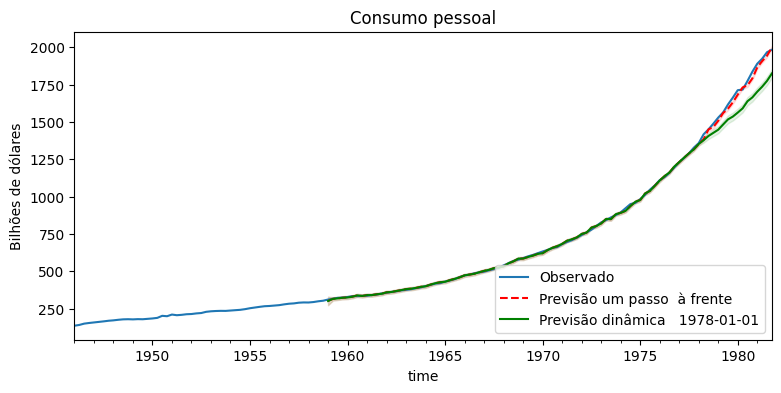 Consumo pessoal
Bilhões de dólares
2000
1750
1500
1250
1000
750
500
250
Observado
Previsão um passo  à frente
Previsão dinâmica   1978-01-01
1950
1955
1960
1965
1970
1975
1980
time